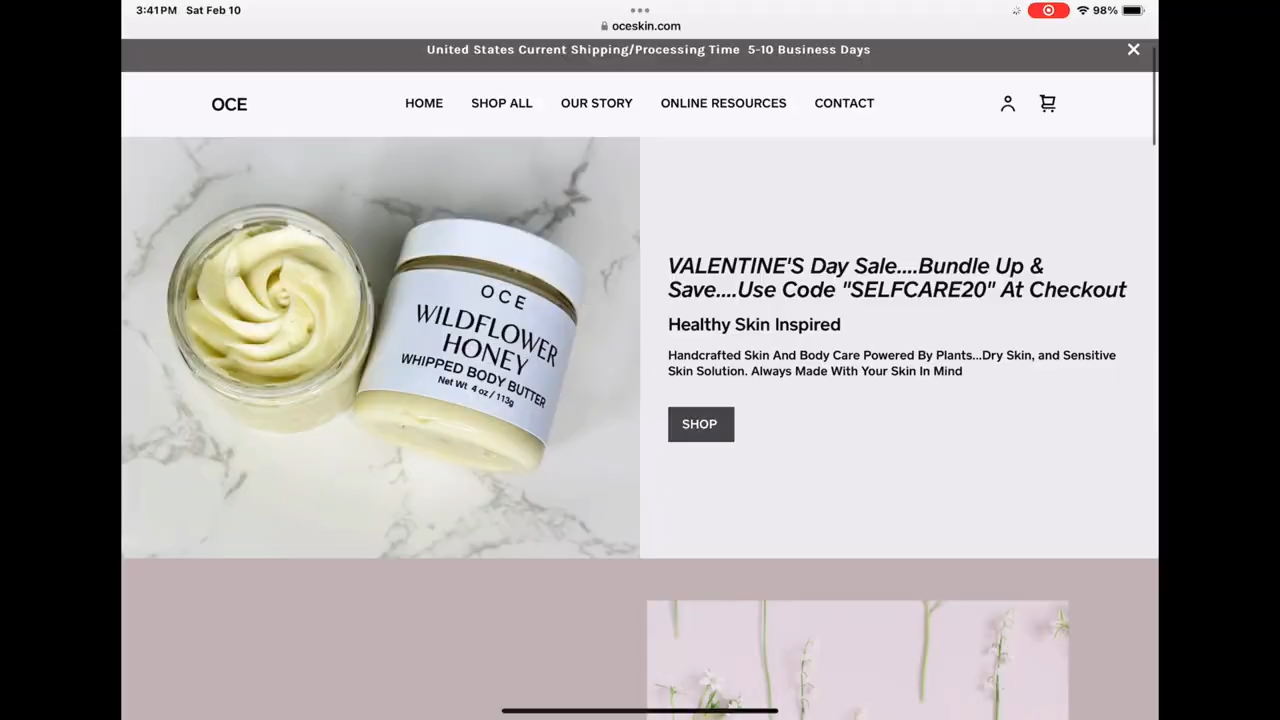 3:41PM Sat Feb 10
oceskin.com
98%
United States Current Shipping/Processing Time 5-10 Business Days
OCE
HOME
SHOP ALL
OUR STORY
ONLINE RESOURCES
CONTACT
OCE
WILDFLOWER
HONEY
WHIPPED BODY BUTTER
Net Wt 4 oz / 113g
VALENTINE'S Day Sale....Bundle Up &
Save....Use Code "SELFCARE20" At Checkout
Healthy Skin Inspired
Handcrafted Skin And Body Care Powered By Plants...Dry Skin, and Sensitive
Skin Solution. Always Made With Your Skin In Mind
SHOP